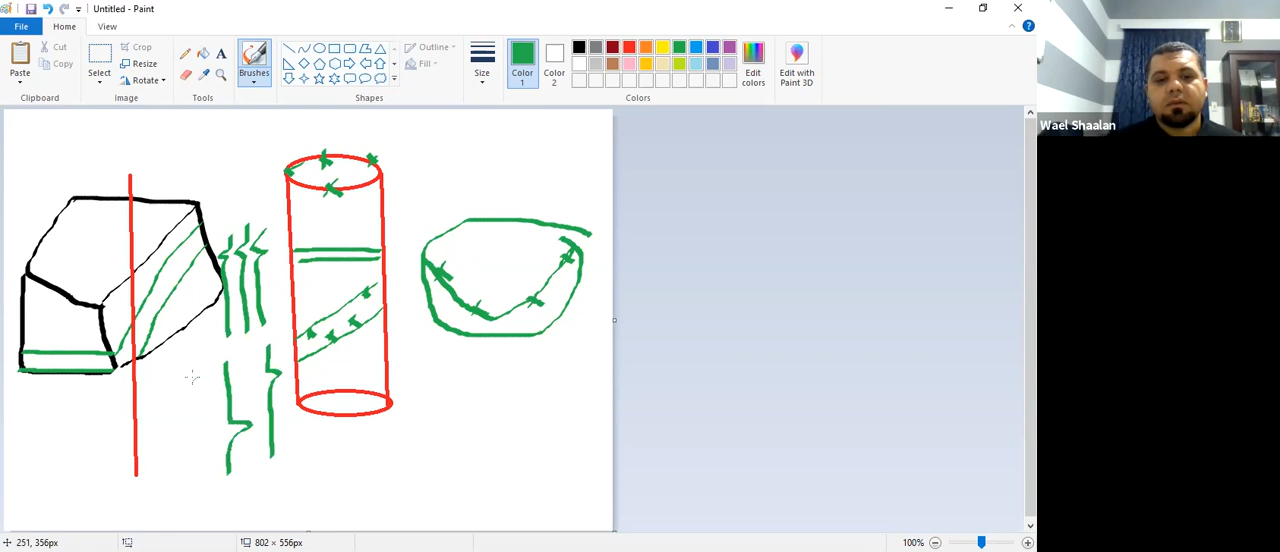 Untitled - Paint
File Home View
Paste
Cut
Copy
Clipboard
Select
Crop
Resize
Rotate
Image
A
Tools
Brushes
Outline
Fill
Shapes
Size
Color 1
Color 2
Edit colors
Colors
Edit with Paint 3D
Wael Shaalan
251, 356px
802 × 556px
100%